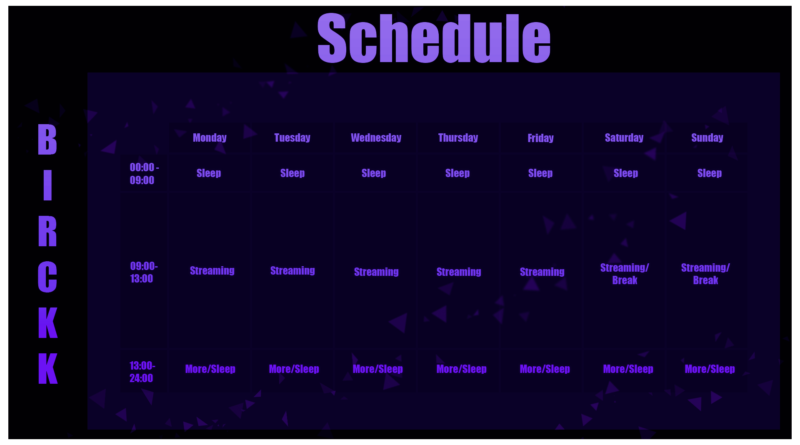 Schedule
B
I
R
C
K
K
Monday Tuesday Wednesday Thursday Friday Saturday Sunday
00:00 -
09:00
Sleep Sleep Sleep Sleep Sleep Sleep Sleep
09:00-
13:00
Streaming Streaming Streaming Streaming Streaming Streaming/ Streaming/
Break Break
13:00-
24:00
More/Sleep More/Sleep More/Sleep More/Sleep More/Sleep More/Sleep More/Sleep